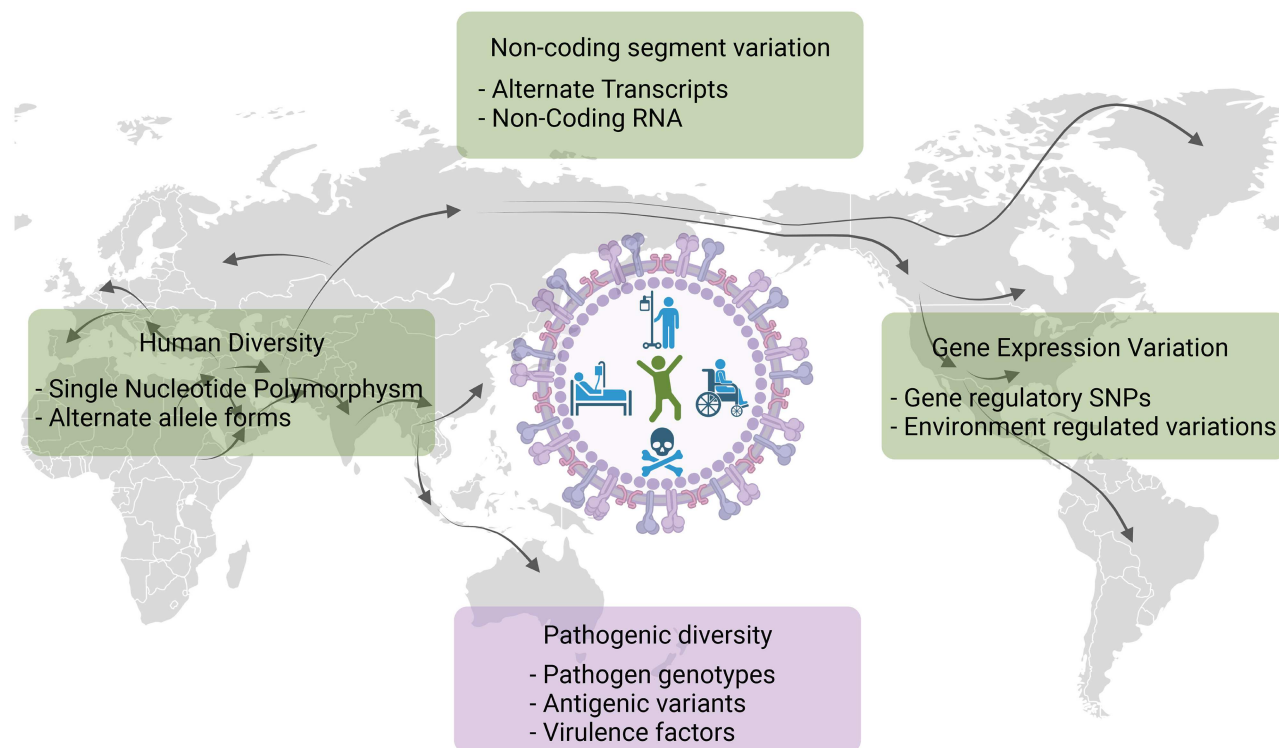 Non-coding segment variation
- Alternate Transcripts
- Non-Coding RNA
Human Diversity
- Single Nucleotide Polymorphysm
- Alternate allele forms
Gene Expression Variation
- Gene regulatory SNPs
- Environment regulated variations
Pathogenic diversity
- Pathogen genotypes
- Antigenic variants
- Virulence factors